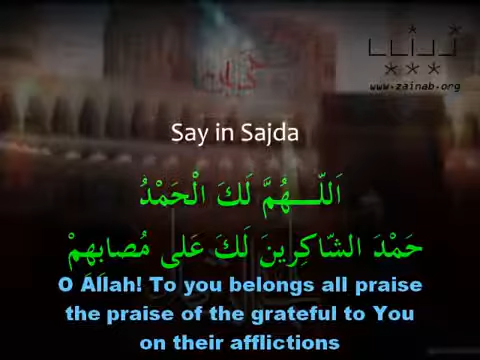 www.zainab.org
Say in Sajda
اَللّـــهُمَّ لَكَ الْحَمْدُ
حَمْدَ الشّاكِرينَ لَكَ عَلى مُصابِهِمْ
O Allah! To you belongs all praise
the praise of the grateful to You
on their afflictions